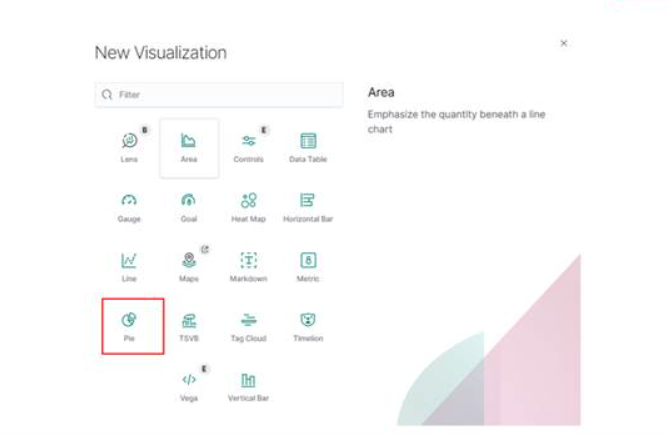 New Visualization
Filter
B
E
Lens
Area
Controls
Data Table
Gauge
Goal
Heat Map
Horizontal Bar
8
Line
Maps
Markdown
Metric
Pie
TSVB
Tag Cloud
Timelion
E
Vega
Vertical Bar
Area
Emphasize the quantity beneath a line
chart